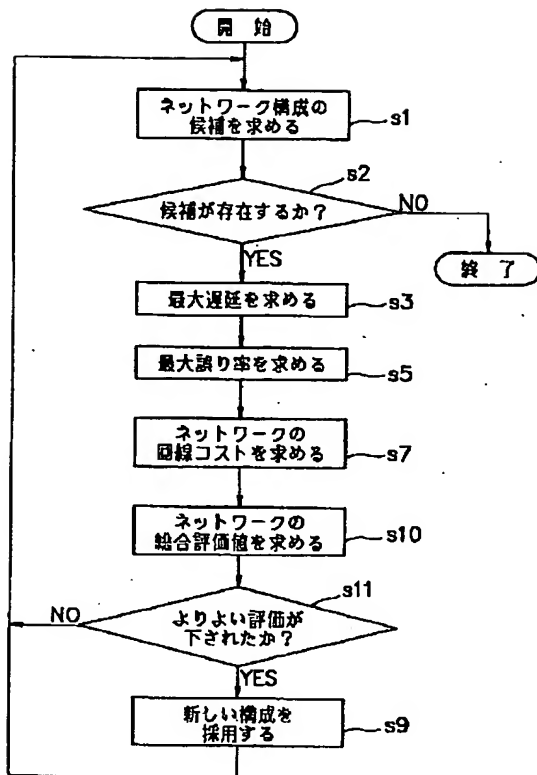 開 始
ネットワーク構成の
候補を求める
s1
s2
候補が存在するか？
NO
YES
終 了
最大遅延を求める
s3
最大誤り率を求める
s5
ネットワークの
回線コストを求める
s7
ネットワークの
総合評価値を求める
s10
s11
NO
よりよい評価が
下されたか？
YES
新しい構成を
採用する
s9